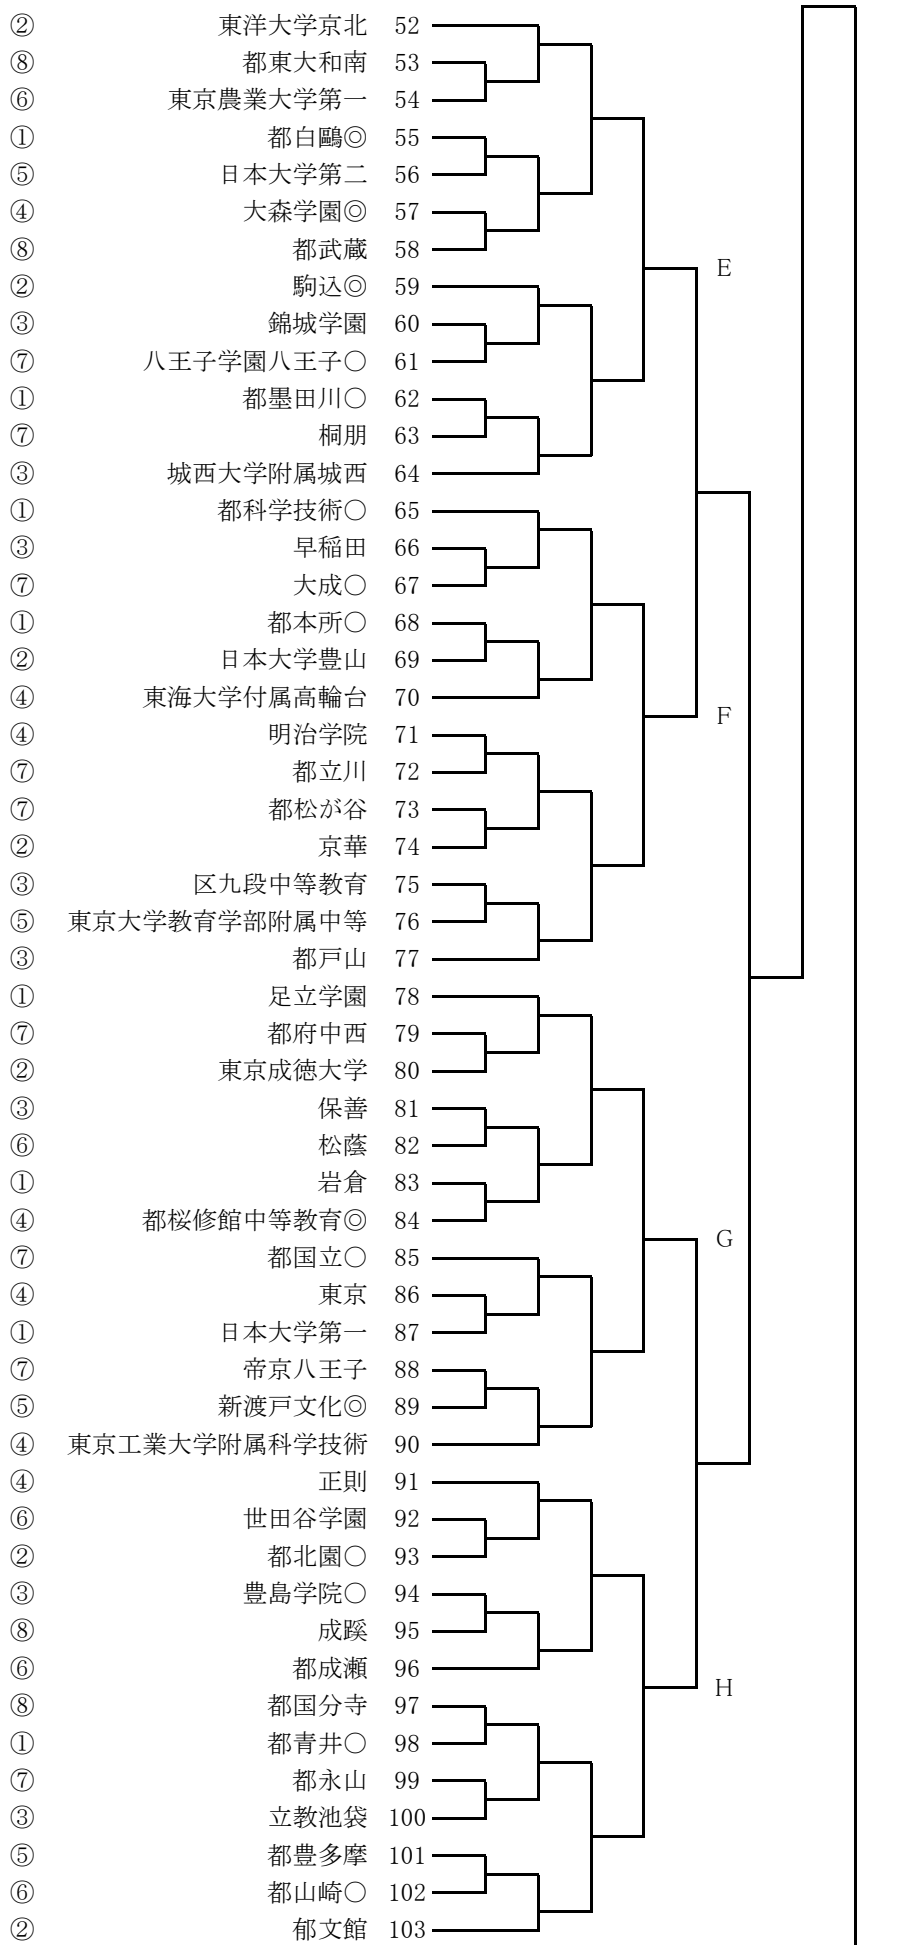 ② 東洋大学京北 52
⑧ 都東大和南 53
⑥ 東京農業大学第一 54
① 都白鷗◎ 55
⑤ 日本大学第二 56
④ 大森学園◎ 57
⑧ 都武蔵 58
② 駒込◎ 59
E
③ 錦城学園 60
⑦ 八王子学園八王子○ 61
① 都墨田川○ 62
⑦ 桐朋 63
③ 城西大学附属城西 64
① 都科学技術○ 65
③ 早稲田 66
⑦ 大成○ 67
① 都本所○ 68
② 日本大学豊山 69
④ 東海大学付属高輪台 70
F
④ 明治学院 71
⑦ 都立川 72
⑦ 都松が谷 73
② 京華 74
③ 区九段中等教育 75
⑤ 東京大学教育学部附属中等 76
③ 都戸山 77
① 足立学園 78
⑦ 都府中西 79
② 東京成徳大学 80
③ 保善 81
⑥ 松蔭 82
① 岩倉 83
④ 都桜修館中等教育◎ 84
G
⑦ 都国立○ 85
④ 東京 86
① 日本大学第一 87
⑦ 帝京八王子 88
⑤ 新渡戸文化◎ 89
④ 東京工業大学附属科学技術 90
④ 正則 91
⑥ 世田谷学園 92
② 都北園○ 93
③ 豊島学院○ 94
⑧ 成蹊 95
⑥ 都成瀬 96
H
⑧ 都国分寺 97
① 都青井○ 98
⑦ 都永山 99
③ 立教池袋 100
⑤ 都豊多摩 101
⑥ 都山崎○ 102
② 郁文館 103